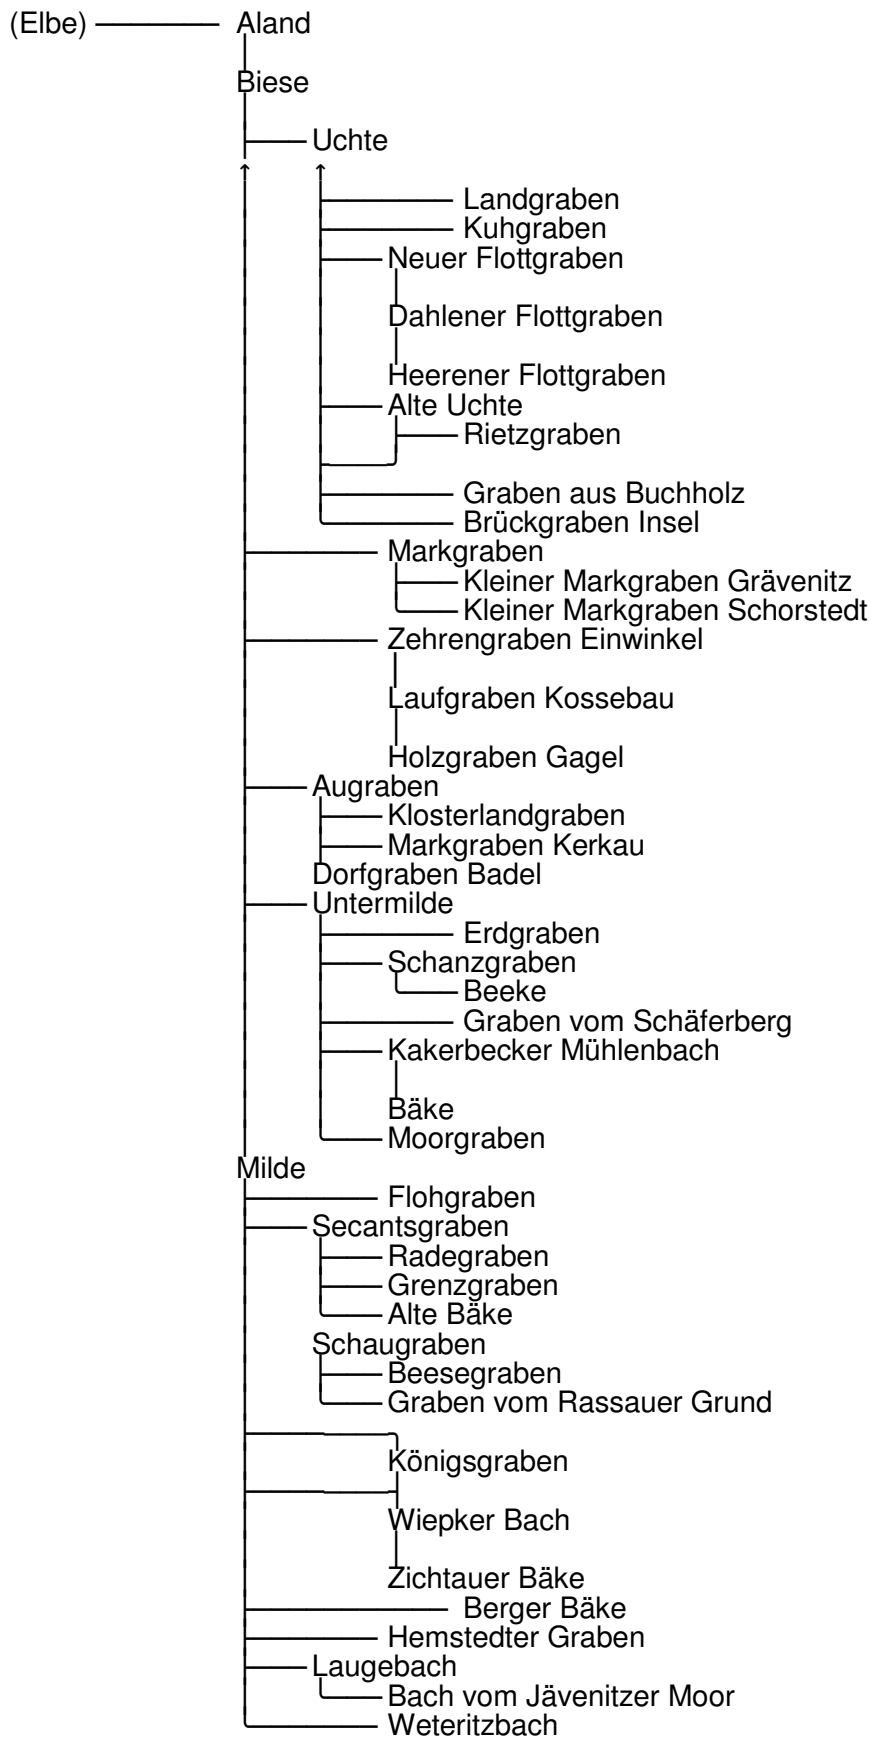 (Elbe) Aland
Biese
Uchte
Landgraben
Kuhgraben
Neuer Flottgraben
Dahlener Flottgraben
Heerener Flottgraben
Alte Uchte
Rietzgraben
Graben aus Buchholz
Brückgraben Insel
Markgraben
Kleiner Markgraben Grävenitz
Kleiner Markgraben Schorstedt
Zehrengraben Einwinkel
Laufgraben Kossebau
Holzgraben Gagel
Augraben
Klosterlandgraben
Markgraben Kerkau
Dorfgraben Badel
Untermilde
Erdgraben
Schanzgraben
Beeke
Graben vom Schäferberg
Kakerbecker Mühlenbach
Bäke
Moorgraben
Milde
Flohgraben
Secantsgraben
Radegraben
Grenzgraben
Alte Bäke
Schaugraben
Beesegraben
Graben vom Rassauer Grund
Königsgraben
Wiepker Bach
Zichtauer Bäke
Berger Bäke
Hemstedter Graben
Laugebach
Bach vom Jävenitzer Moor
Weteritzbach